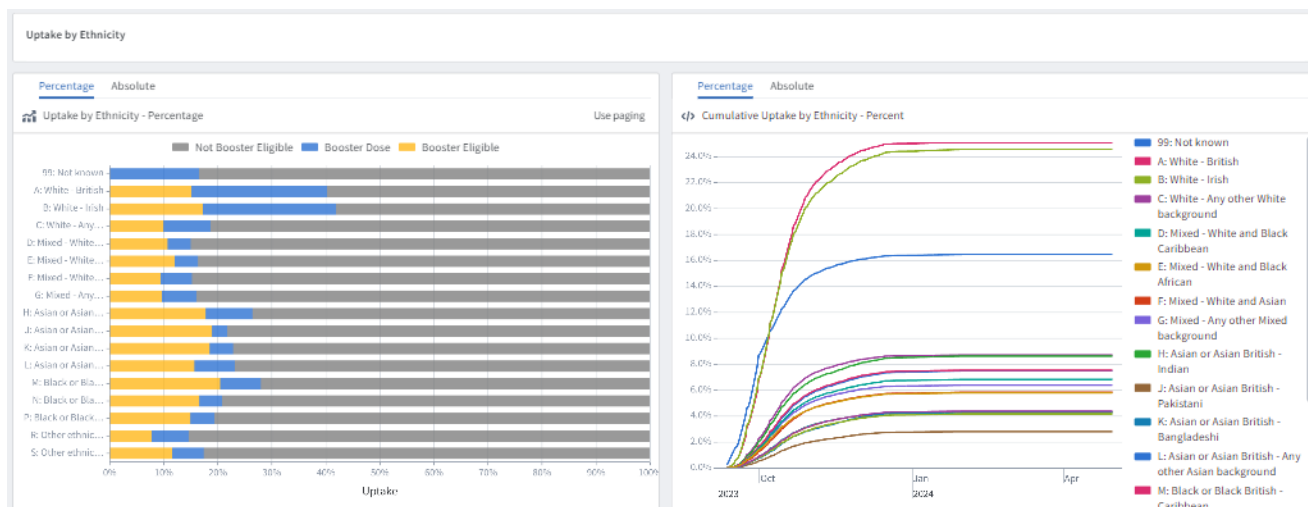 Uptake by Ethnicity
Percentage Absolute
Uptake by Ethnicity - Percentage Use paging
Not Booster Eligible Booster Dose Booster Eligible
99: Not known
A: White - British
B: White - Irish
C: White - Any...
D: Mixed - White...
E: Mixed - White...
F: Mixed - White...
G: Mixed - Any...
H: Asian or Asian...
J: Asian or Asian...
K: Asian or Asian...
L: Asian or Asian...
M: Black or Bla...
N: Black or Bla...
P: Black or Black...
R: Other ethnic...
S: Other ethnic...
0% 10% 20% 30% 40% 50% 60% 70% 80% 90% 100%
Uptake
Percentage Absolute
</> Cumulative Uptake by Ethnicity - Percent
24.0%
22.0%
20.0%
18.0%
16.0%
14.0%
12.0%
10.0%
8.0%
6.0%
4.0%
2.0%
0.0%
Oct Jan Apr
2023 2024
99: Not known
A: White - British
B: White - Irish
C: White - Any other White
background
D: Mixed - White and Black
Caribbean
E: Mixed - White and Black
African
F: Mixed - White and Asian
G: Mixed - Any other Mixed
background
H: Asian or Asian British -
Indian
J: Asian or Asian British -
Pakistani
K: Asian or Asian British -
Bangladeshi
L: Asian or Asian British - Any
other Asian background
M: Black or Black British -
Caribbean